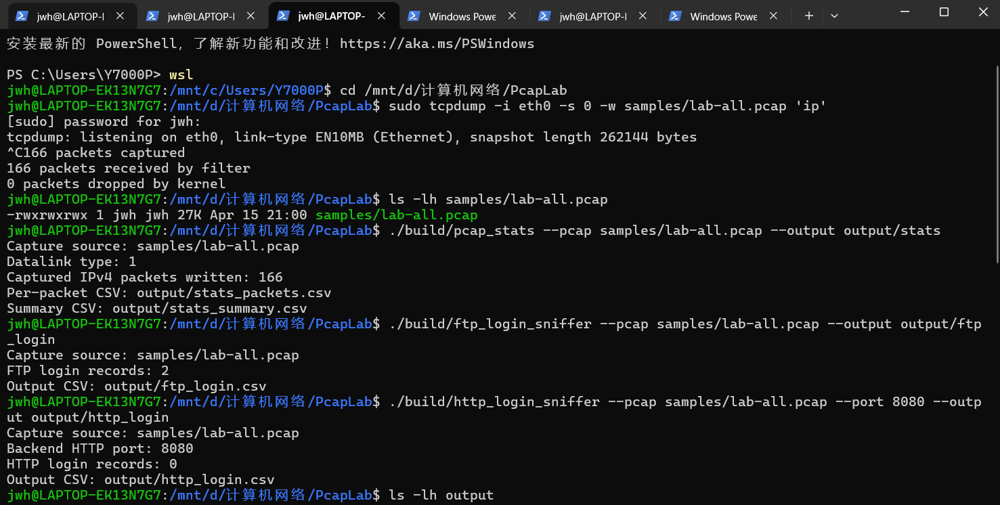 jwh@LAPTOP-I
jwh@LAPTOP-I
jwh@LAPTOP-
Windows Powe
jwh@LAPTOP-I
Windows Powe
安装最新的 PowerShell，了解新功能和改进！https://aka.ms/PSWindows
PS C:\Users\Y7000P> wsl
jwh@LAPTOP-EK13N7G7:/mnt/c/Users/Y7000P$ cd /mnt/d/计算机网络/PcapLab
jwh@LAPTOP-EK13N7G7:/mnt/d/计算机网络/PcapLab$ sudo tcpdump -i eth0 -s 0 -w samples/lab-all.pcap 'ip'
[sudo] password for jwh:
tcpdump: listening on eth0, link-type EN10MB (Ethernet), snapshot length 262144 bytes
^C166 packets captured
166 packets received by filter
0 packets dropped by kernel
jwh@LAPTOP-EK13N7G7:/mnt/d/计算机网络/PcapLab$ ls -lh samples/lab-all.pcap
-rwxrwxrwx 1 jwh jwh 27K Apr 15 21:00 samples/lab-all.pcap
jwh@LAPTOP-EK13N7G7:/mnt/d/计算机网络/PcapLab$ ./build/pcap_stats --pcap samples/lab-all.pcap --output output/stats
Capture source: samples/lab-all.pcap
Datalink type: 1
Captured IPv4 packets written: 166
Per-packet CSV: output/stats_packets.csv
Summary CSV: output/stats_summary.csv
jwh@LAPTOP-EK13N7G7:/mnt/d/计算机网络/PcapLab$ ./build/ftp_login_sniffer --pcap samples/lab-all.pcap --output output/ftp
_login
Capture source: samples/lab-all.pcap
FTP login records: 2
Output CSV: output/ftp_login.csv
jwh@LAPTOP-EK13N7G7:/mnt/d/计算机网络/PcapLab$ ./build/http_login_sniffer --pcap samples/lab-all.pcap --port 8080 --outp
ut output/http_login
Capture source: samples/lab-all.pcap
Backend HTTP port: 8080
HTTP login records: 0
Output CSV: output/http_login.csv
jwh@LAPTOP-EK13N7G7:/mnt/d/计算机网络/PcapLab$ ls -lh output